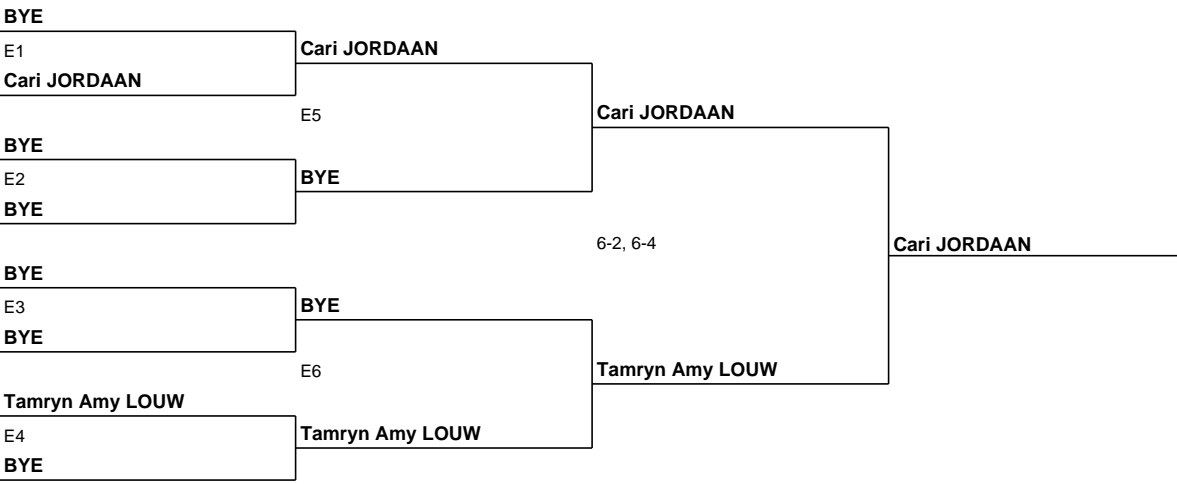 BYE
E1
Cari JORDAAN
Cari JORDAAN
E5
Cari JORDAAN
BYE
E2
BYE
BYE
6-2, 6-4
Cari JORDAAN
BYE
E3
BYE
BYE
E6
Tamryn Amy LOUW
Tamryn Amy LOUW
E4
Tamryn Amy LOUW
BYE